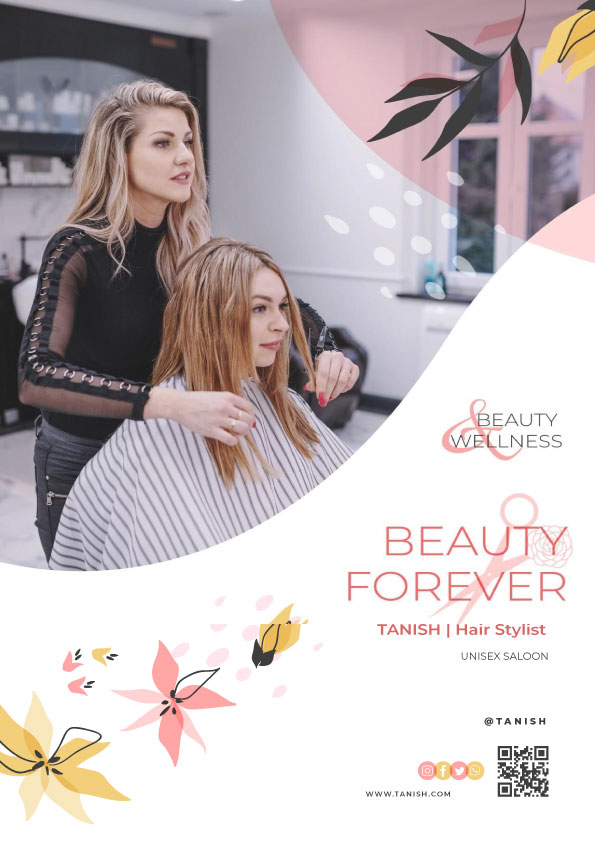 &
BEAUTY
WELLNESS
BEAUTY
FOREVER
TANISH | Hair Stylist
UNISEX SALOON
@TANISH
WWW.TANISH.COM